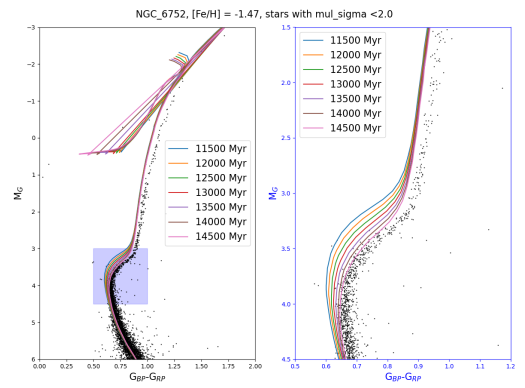 NGC_6752, [Fe/H] = -1.47, stars with mul_sigma <2.0
−3
−2
−1
0
1
2
3
4
5
6
M_G
0.00 0.25 0.50 0.75 1.00 1.25 1.50 1.75 2.00
G_BP-G_RP
11500 Myr
12000 Myr
12500 Myr
13000 Myr
13500 Myr
14000 Myr
14500 Myr
1.5
2.0
2.5
3.0
3.5
4.0
4.5
M_G
0.5 0.6 0.7 0.8 0.9 1.0 1.1 1.2
G_BP-G_RP
11500 Myr
12000 Myr
12500 Myr
13000 Myr
13500 Myr
14000 Myr
14500 Myr